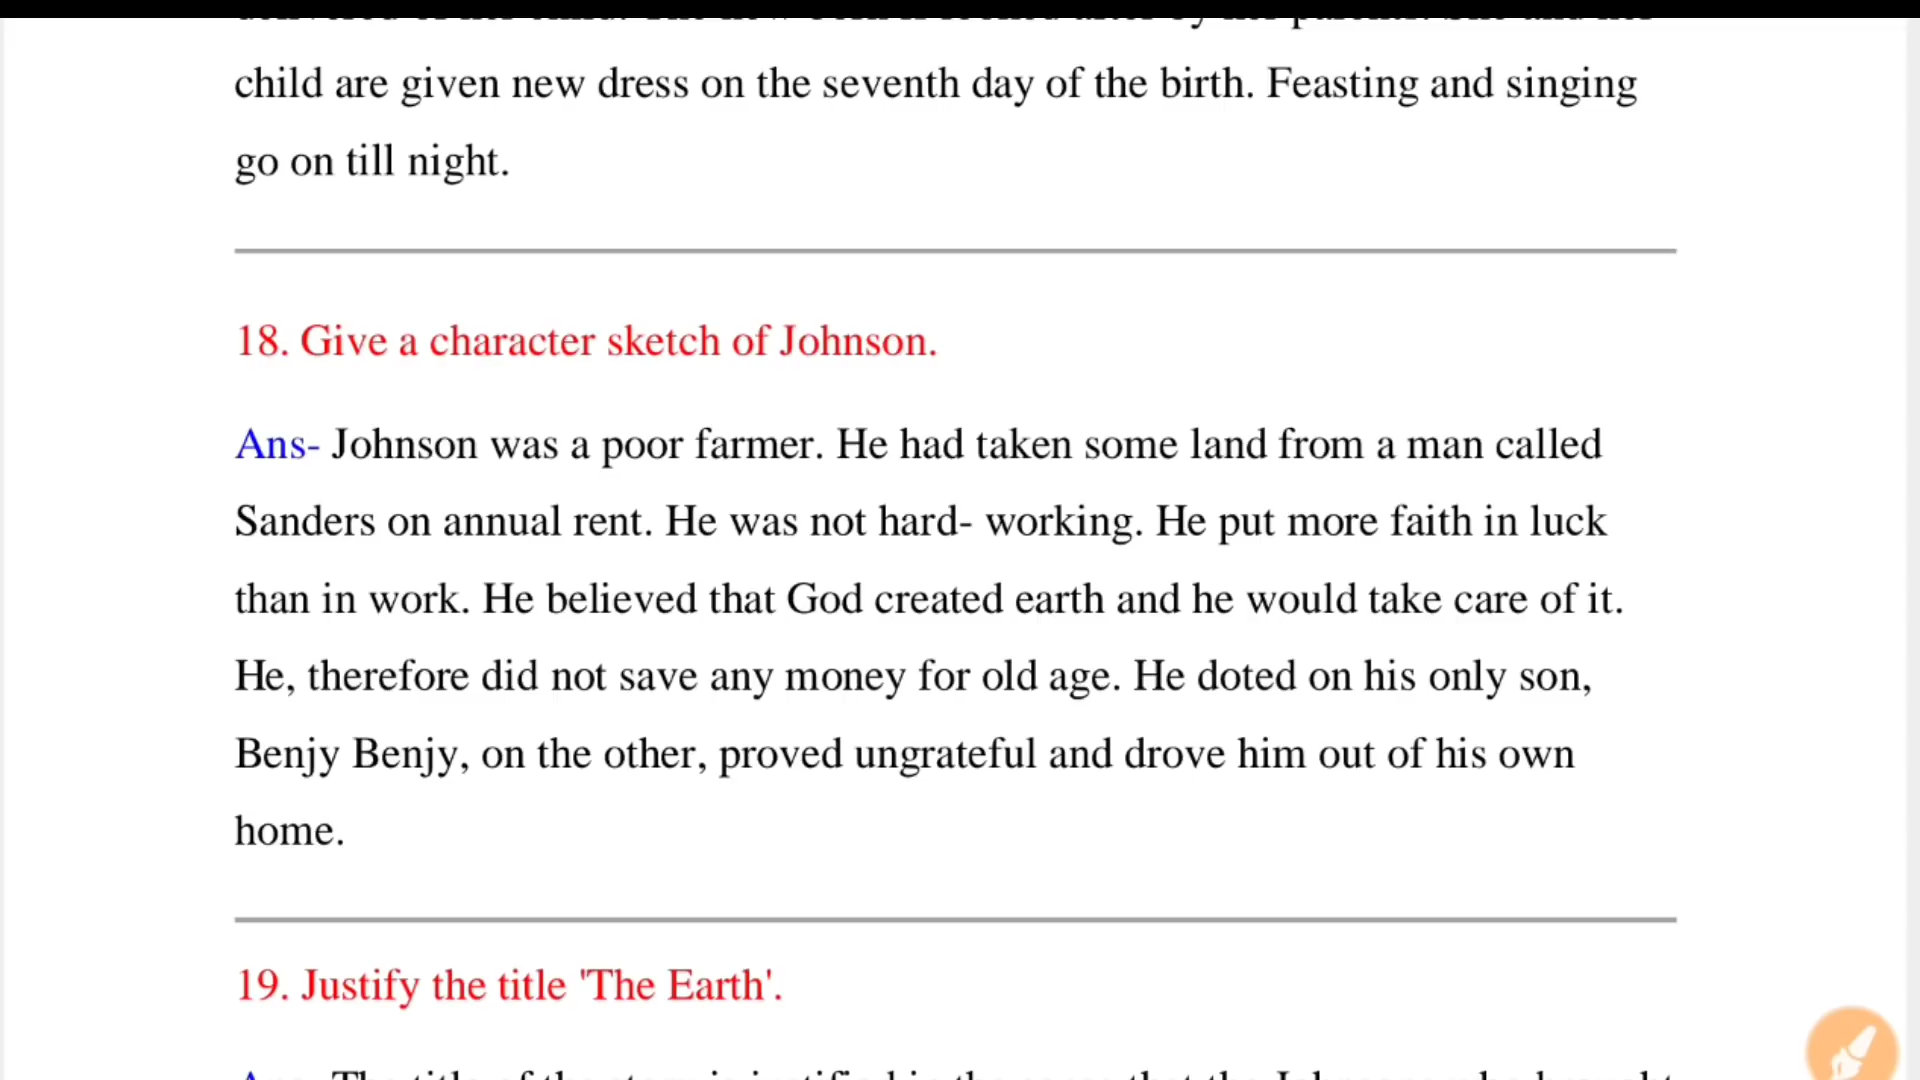 child are given new dress on the seventh day of the birth. Feasting and singing
go on till night.
18. Give a character sketch of Johnson.
Ans- Johnson was a poor farmer. He had taken some land from a man called
Sanders on annual rent. He was not hard- working. He put more faith in luck
than in work. He believed that God created earth and he would take care of it.
He, therefore did not save any money for old age. He doted on his only son,
Benjy Benjy, on the other, proved ungrateful and drove him out of his own
home.
19. Justify the title 'The Earth'.